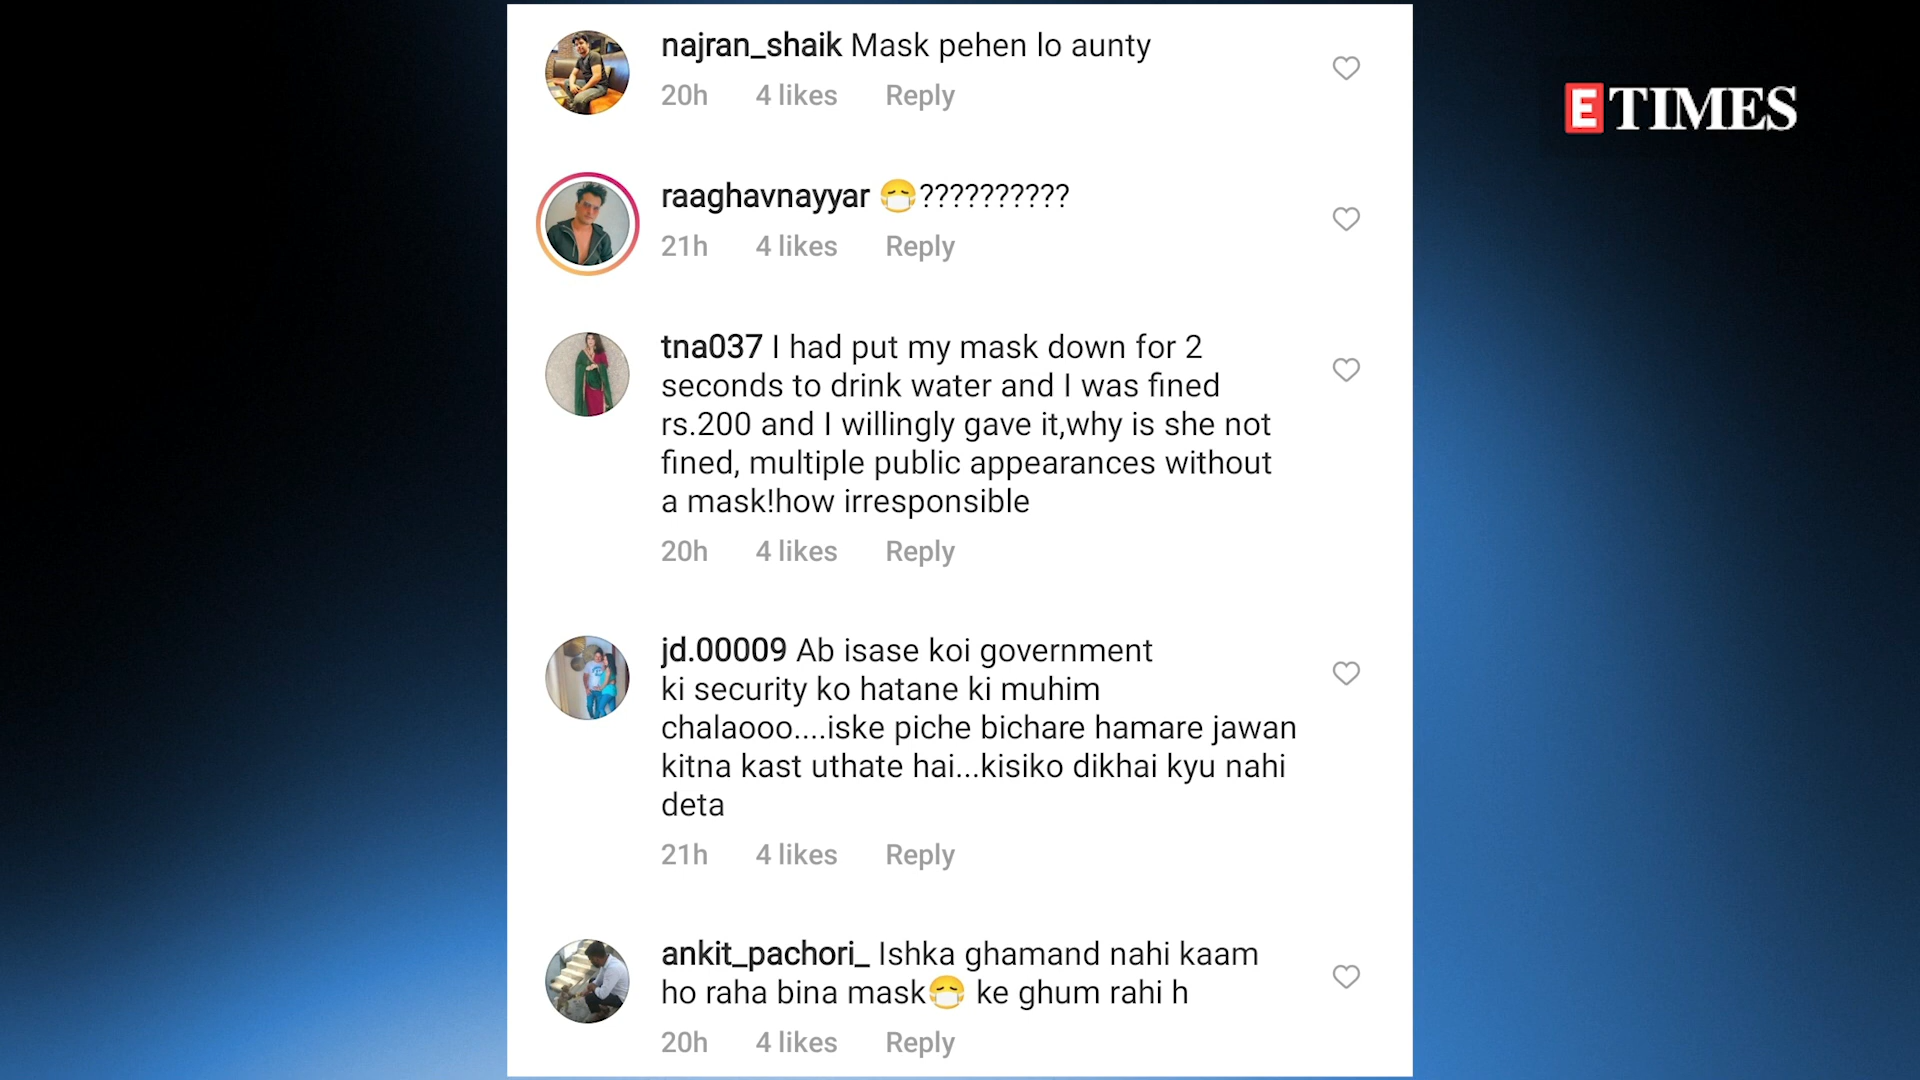 najran_shaik Mask pehen lo aunty
20h 4 likes Reply
ETIMES
raaghavnayyar 😷??????????
21h 4 likes Reply
tna037 I had put my mask down for 2
seconds to drink water and I was fined
rs.200 and I willingly gave it,why is she not
fined, multiple public appearances without
a mask!how irresponsible
20h 4 likes Reply
jd.00009 Ab isase koi government
ki security ko hatane ki muhim
chalaooo....iske piche bichare hamare jawan
kitna kast uthate hai...kisiko dikhai kyu nahi
deta
21h 4 likes Reply
ankit_pachori_ Ishka ghamand nahi kaam
ho raha bina mask😷 ke ghum rahi h
20h 4 likes Reply